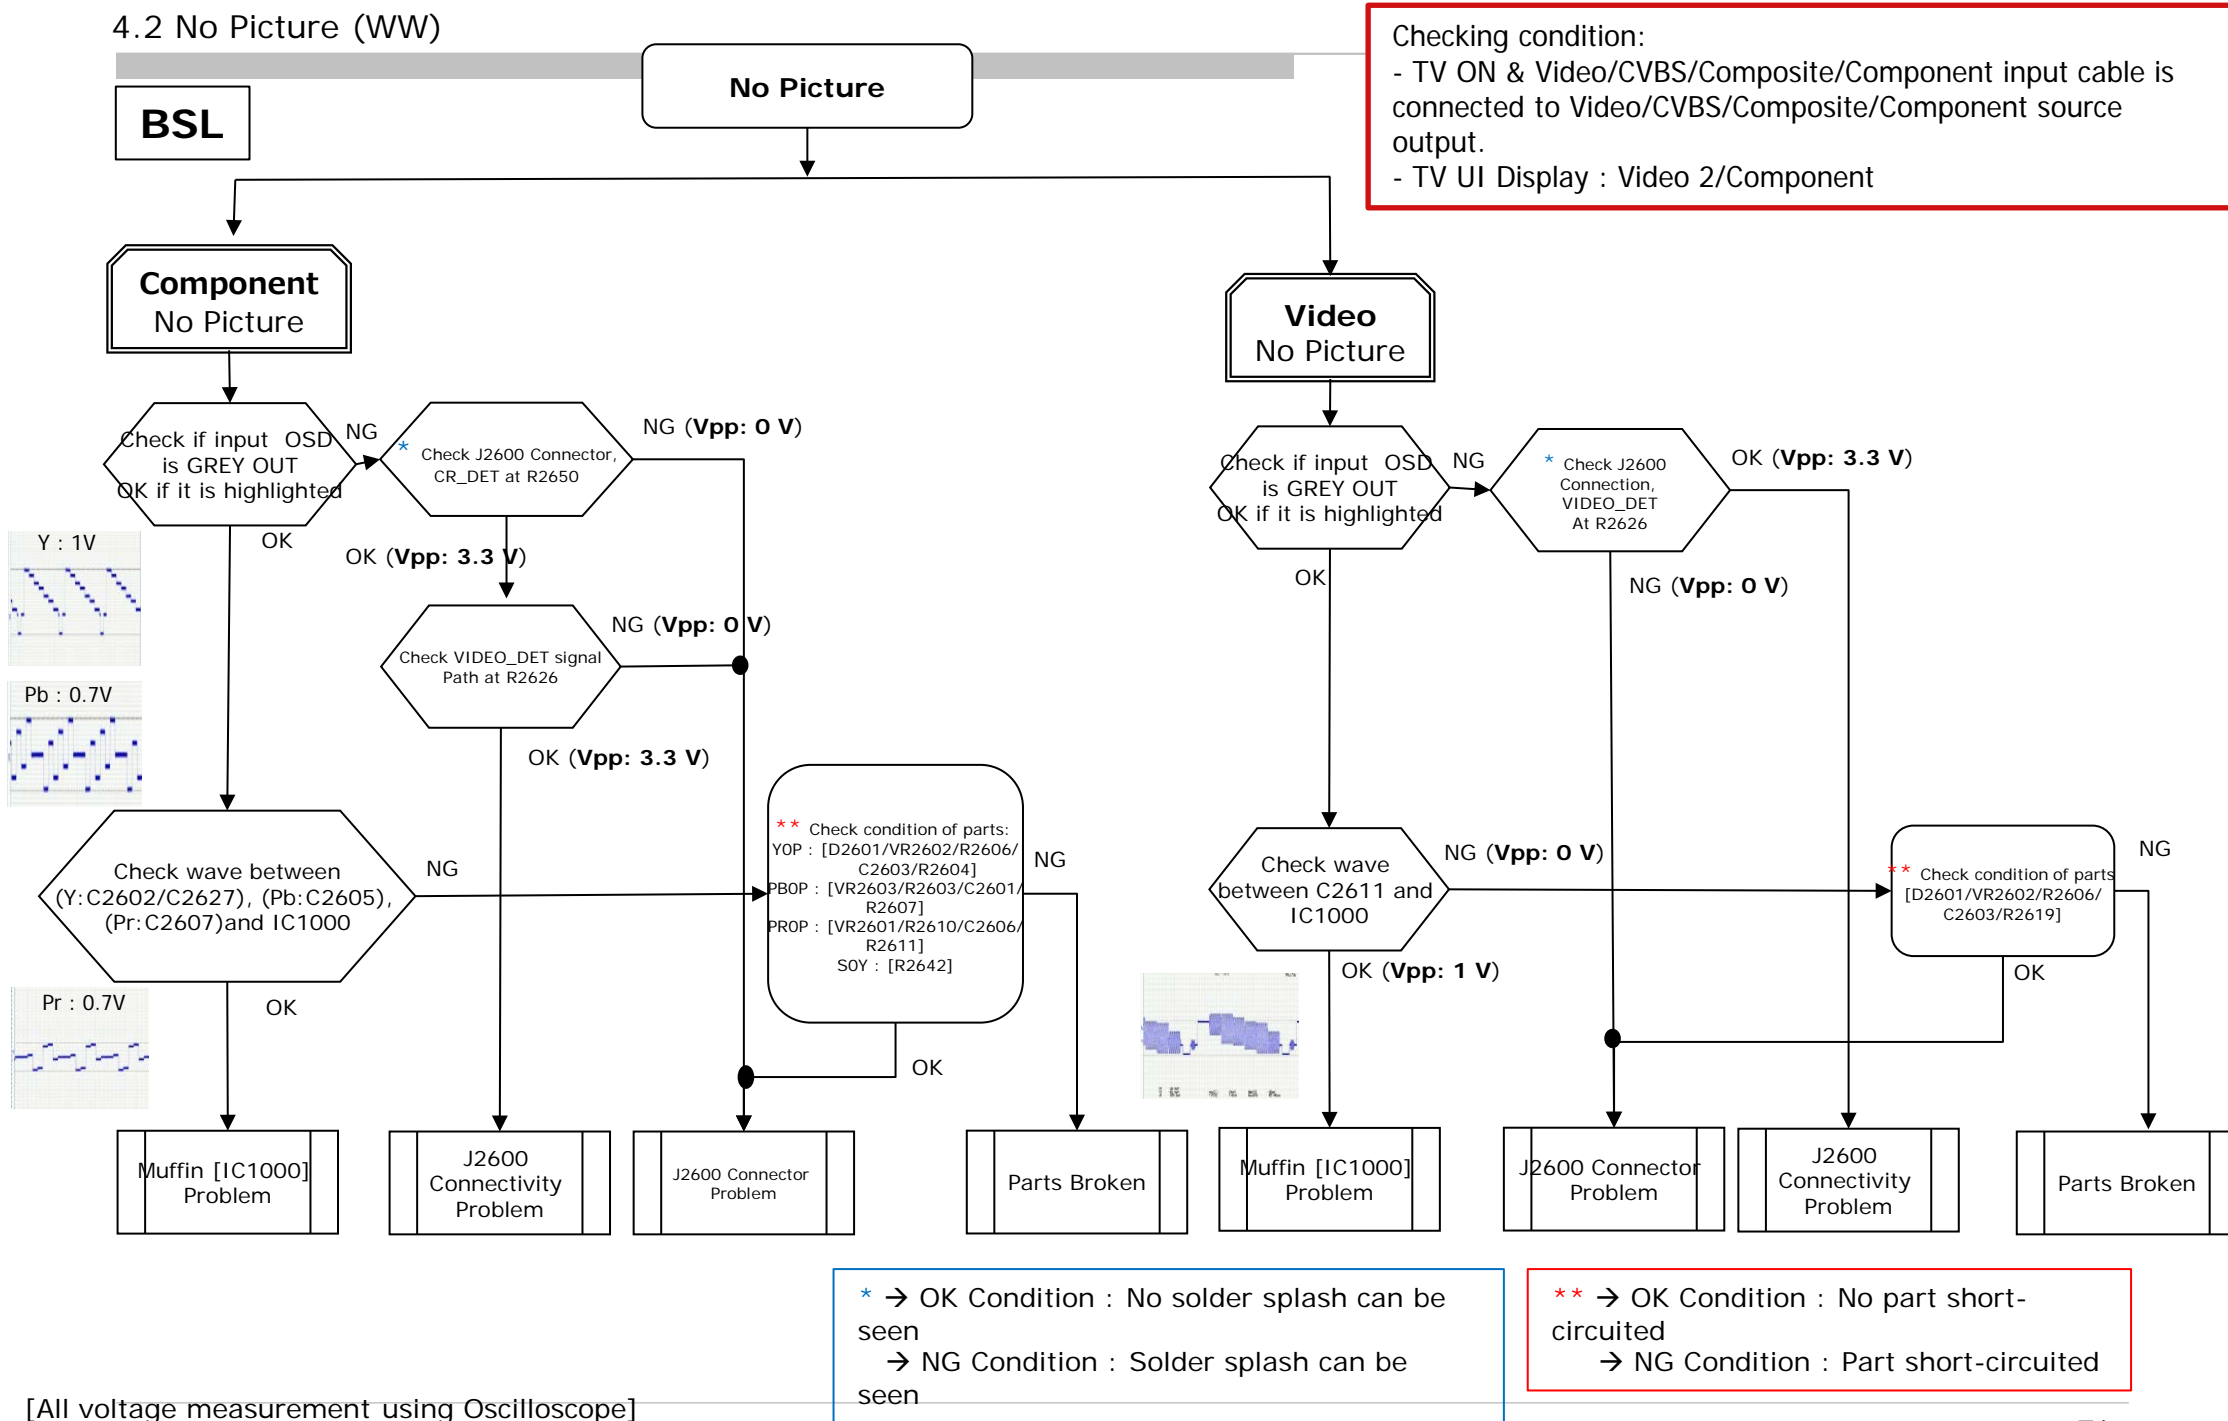 4.2 No Picture (WW)
No Picture
BSL
Checking condition:
- TV ON & Video/CVBS/Composite/Component input cable is
connected to Video/CVBS/Composite/Component source
output.
- TV UI Display : Video 2/Component
Component
No Picture
Video
No Picture
Check if input OSD
is GREY OUT
OK if it is highlighted
NG
* Check J2600 Connector,
CR_DET at R2650
NG (Vpp: 0 V)
OK
OK (Vpp: 3.3 V)
Check VIDEO_DET signal
Path at R2626
NG (Vpp: 0 V)
OK (Vpp: 3.3 V)
Y : 1V
Pb : 0.7V
Pr : 0.7V
Check wave between
(Y:C2602/C2627), (Pb:C2605),
(Pr:C2607)and IC1000
NG
OK
** Check condition of parts:
Y0P : [D2601/VR2602/R2606/
C2603/R2604]
PB0P : [VR2603/R2603/C2601/
R2607]
PR0P : [VR2601/R2610/C2606/
R2611]
S0Y : [R2642]
NG
OK
Check if input OSD
is GREY OUT
OK if it is highlighted
NG
* Check J2600
Connection,
VIDEO_DET
At R2626
OK (Vpp: 3.3 V)
OK
NG (Vpp: 0 V)
Check wave
between C2611 and
IC1000
NG (Vpp: 0 V)
OK (Vpp: 1 V)
** Check condition of parts
[D2601/VR2602/R2606/
C2603/R2619]
NG
OK
Muffin [IC1000]
Problem
J2600
Connectivity
Problem
J2600 Connector
Problem
Parts Broken
Muffin [IC1000]
Problem
J2600 Connector
Problem
J2600
Connectivity
Problem
Parts Broken
* → OK Condition : No solder splash can be
seen
→ NG Condition : Solder splash can be
seen
** → OK Condition : No part short-
circuited
→ NG Condition : Part short-circuited
[All voltage measurement using Oscilloscope]